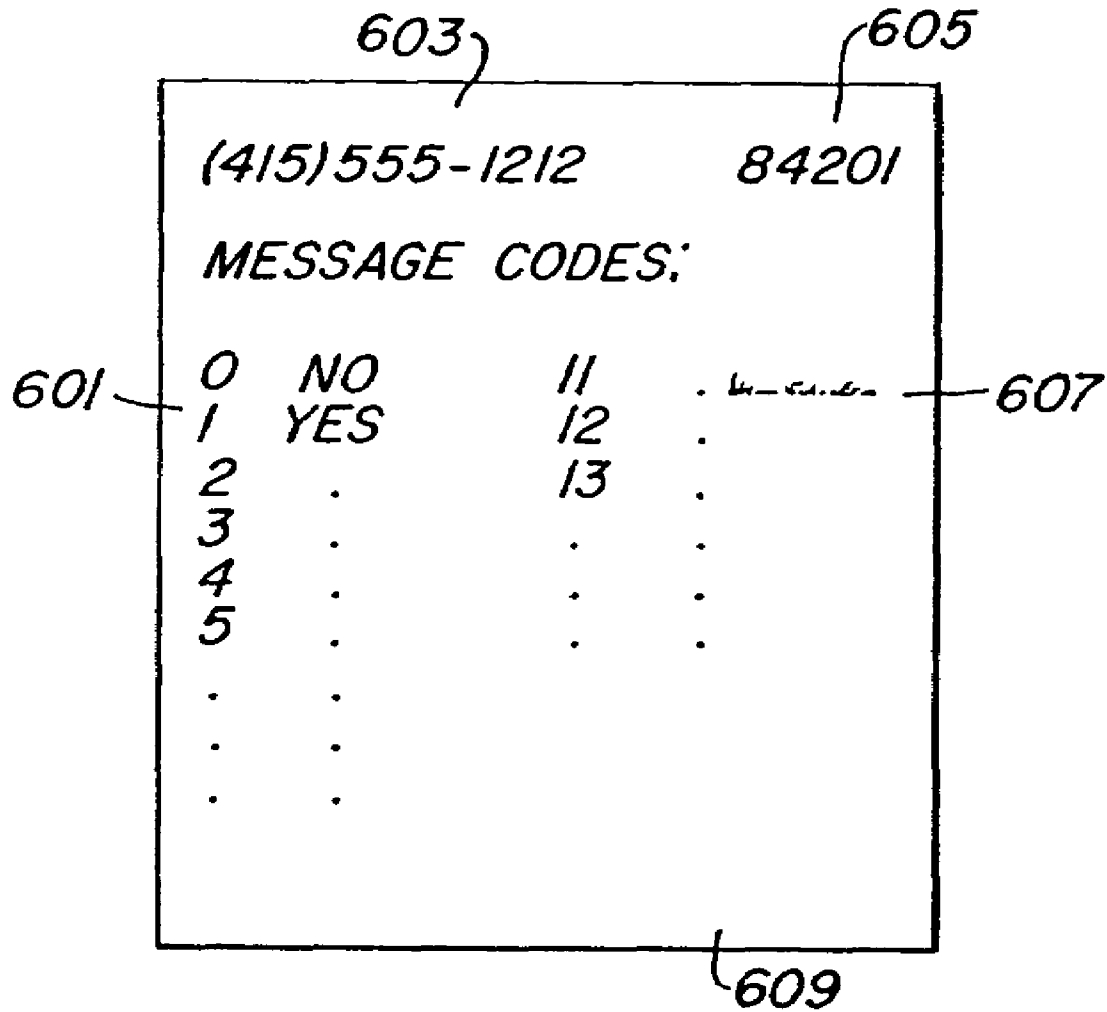 603 605
(415) 555-1212 84201
MESSAGE CODES:
0 NO 11 .
601 1 YES 12 . 607
2 . 13 .
3 . . .
4 . . .
5 . . .
. .
. .
. .
609